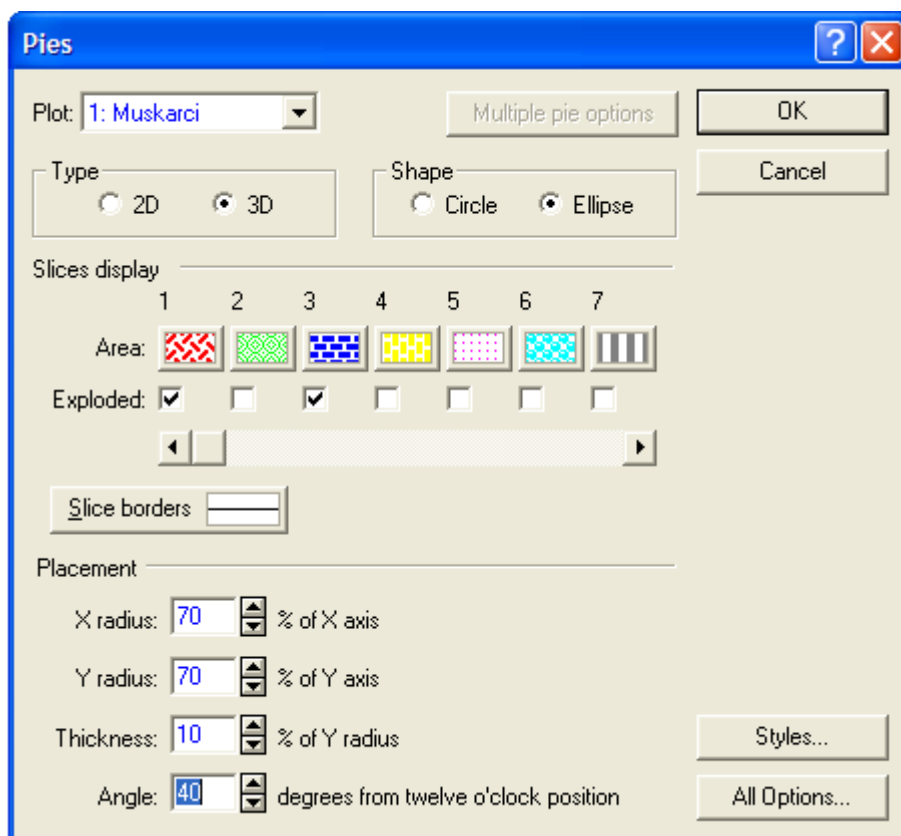 Pies
Plot: 1: Muskarci Multiple pie options OK
Cancel
Type
2D 3D
Shape
Circle Ellipse
Slices display
1 2 3 4 5 6 7
Area:
Exploded:
Slice borders
Placement
X radius: 70 % of X axis
Y radius: 70 % of Y axis
Thickness: 10 % of Y radius
Angle: 40 degrees from twelve o'clock position
Styles...
All Options...